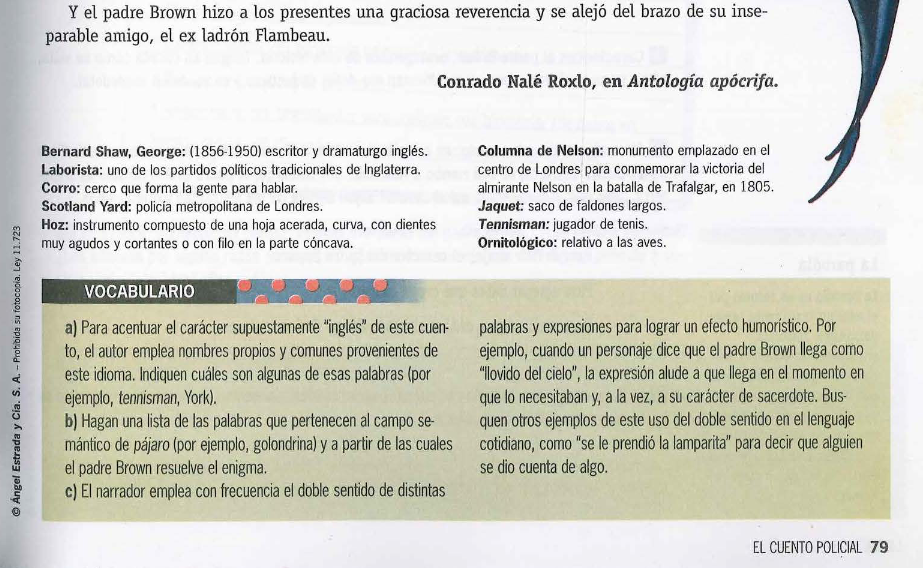 Y el padre Brown hizo a los presentes una graciosa reverencia y se alejó del brazo de su inse-
parable amigo, el ex ladrón Flambeau.
Conrado Nalé Roxlo, en Antología apócrifa.
Bernard Shaw, George: (1856-1950) escritor y dramaturgo inglés.
Laborista: uno de los partidos políticos tradicionales de Inglaterra.
Corro: cerco que forma la gente para hablar.
Scotland Yard: policía metropolitana de Londres.
Hoz: instrumento compuesto de una hoja acerada, curva, con dientes
muy agudos y cortantes o con filo en la parte cóncava.
Columna de Nelson: monumento emplazado en el
centro de Londres para conmemorar la victoria del
almirante Nelson en la batalla de Trafalgar, en 1805.
Jaquet: saco de faldones largos.
Tennisman: jugador de tenis.
Ornitológico: relativo a las aves.
VOCABULARIO
a) Para acentuar el carácter supuestamente "inglés" de este cuen-
to, el autor emplea nombres propios y comunes provenientes de
este idioma. Indiquen cuáles son algunas de esas palabras (por
ejemplo, tennisman, York).
b) Hagan una lista de las palabras que pertenecen al campo se-
mántico de pájaro (por ejemplo, golondrina) y a partir de las cuales
el padre Brown resuelve el enigma.
c) El narrador emplea con frecuencia el doble sentido de distintas
palabras y expresiones para lograr un efecto humorístico. Por
ejemplo, cuando un personaje dice que el padre Brown llega como
"llovido del cielo", la expresión alude a que llega en el momento en
que lo necesitaban y, a la vez, a su carácter de sacerdote. Bus-
quen otros ejemplos de este uso del doble sentido en el lenguaje
cotidiano, como "se le prendió la lamparita" para decir que alguien
se dio cuenta de algo.
© Ángel Estrada y Cía. S. A. – Prohibida su fotocopia. Ley 11.723
EL CUENTO POLICIAL 79